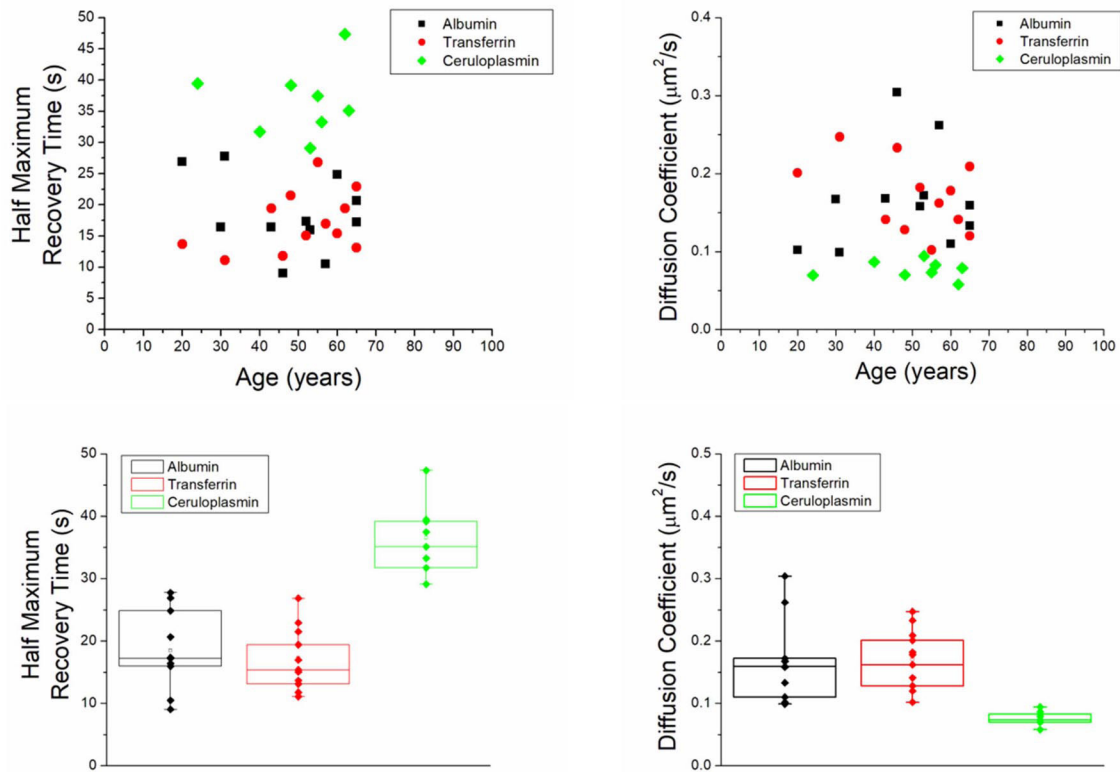 50
45
40
35
30
25
20
15
10
5
0
Half Maximum
Recovery Time (s)
Albumin
Transferrin
Ceruloplasmin
0 10 20 30 40 50 60 70 80 90 100
Age (years)
0.4
0.3
0.2
0.1
0.0
Diffusion Coefficient (μm²/s)
Albumin
Transferrin
Ceruloplasmin
0 10 20 30 40 50 60 70 80 90 100
Age (years)
50
40
30
20
10
0
Half Maximum
Recovery Time (s)
Albumin
Transferrin
Ceruloplasmin
0.5
0.4
0.3
0.2
0.1
0.0
Diffusion Coefficient (μm²/s)
Albumin
Transferrin
Ceruloplasmin